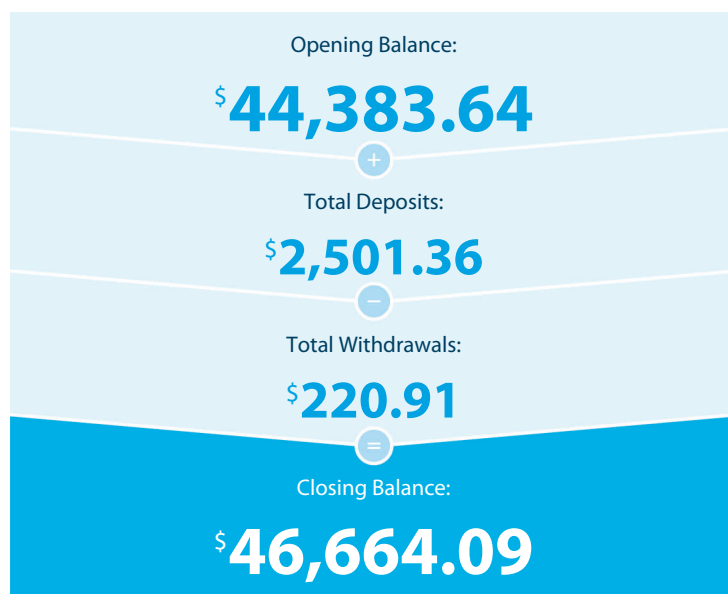 Opening Balance:
$44,383.64
+
Total Deposits:
$2,501.36
−
Total Withdrawals:
$220.91
=
Closing Balance:
$46,664.09